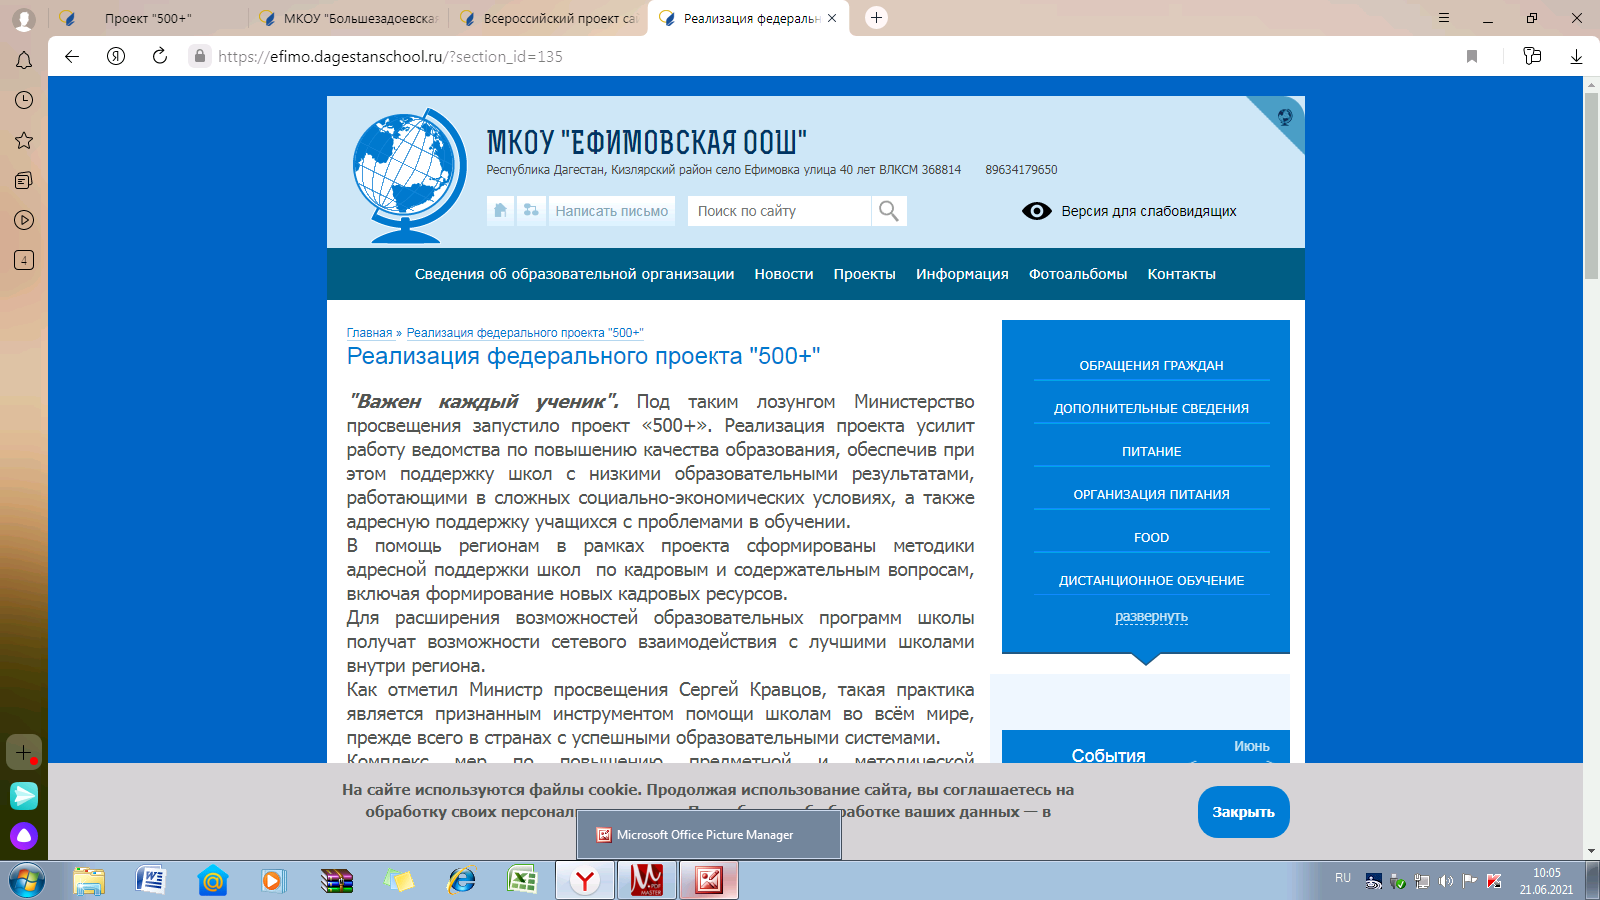 Проект "500+"
МКОУ "Большезадоевская
Всероссийский проект са
Реализация федеральн
Я
https://efimo.dagestanschool.ru/?section_id=135
4
МКОУ "ЕФИМОВСКАЯ ООШ"
Республика Дагестан, Кизлярский район село Ефимовка улица 40 лет ВЛКСМ 368814 89634179650
Написать письмо
Поиск по сайту
Версия для слабовидящих
Сведения об образовательной организации Новости Проекты Информация Фотоальбомы Контакты
Главная » Реализация федерального проекта "500+"
Реализация федерального проекта "500+"
"Важен каждый ученик". Под таким лозунгом Министерство
просвещения запустило проект «500+». Реализация проекта усилит
работу ведомства по повышению качества образования, обеспечив при
этом поддержку школ с низкими образовательными результатами,
работающими в сложных социально-экономических условиях, а также
адресную поддержку учащихся с проблемами в обучении.
В помощь регионам в рамках проекта сформированы методики
адресной поддержки школ по кадровым и содержательным вопросам,
включая формирование новых кадровых ресурсов.
Для расширения возможностей образовательных программ школы
получат возможности сетевого взаимодействия с лучшими школами
внутри региона.
Как отметил Министр просвещения Сергей Кравцов, такая практика
является признанным инструментом помощи школам во всём мире,
прежде всего в странах с успешными образовательными системами.
Комплекс мер по повышению предметной и методической
ОБРАЩЕНИЯ ГРАЖДАН
ДОПОЛНИТЕЛЬНЫЕ СВЕДЕНИЯ
ПИТАНИЕ
ОРГАНИЗАЦИЯ ПИТАНИЯ
FOOD
ДИСТАНЦИОННОЕ ОБУЧЕНИЕ
развернуть
События
Июнь
На сайте используются файлы cookie. Продолжая использование сайта, вы соглашаетесь на
обработку своих персональ работке ваших данных — в
Закрыть
Microsoft Office Picture Manager
RU
10:05
21.06.2021